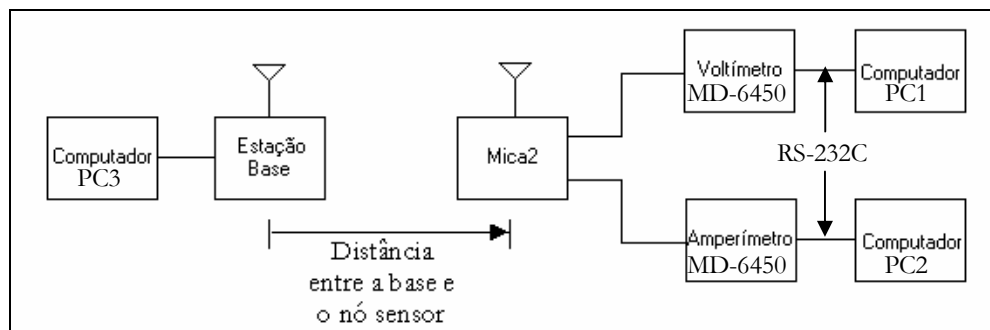 Computador
PC3
Estação
Base
Distância
entre a base e
o nó sensor
Mica2
Voltímetro
MD-6450
Computador
PC1
RS-232C
Amperímetro
MD-6450
Computador
PC2